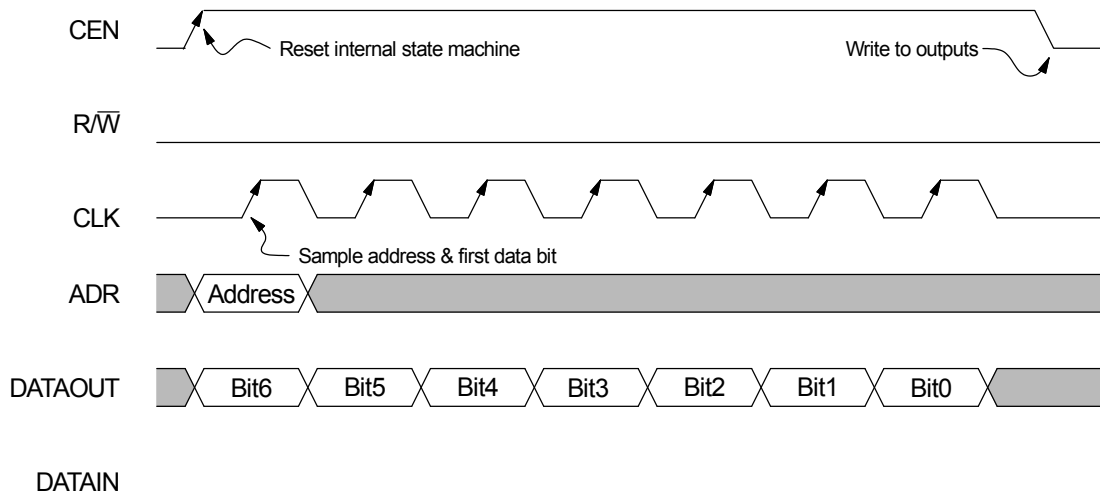 CEN
Reset internal state machine
Write to outputs
R/W̅
CLK
Sample address & first data bit
ADR
Address
DATAOUT
Bit6 Bit5 Bit4 Bit3 Bit2 Bit1 Bit0
DATAIN